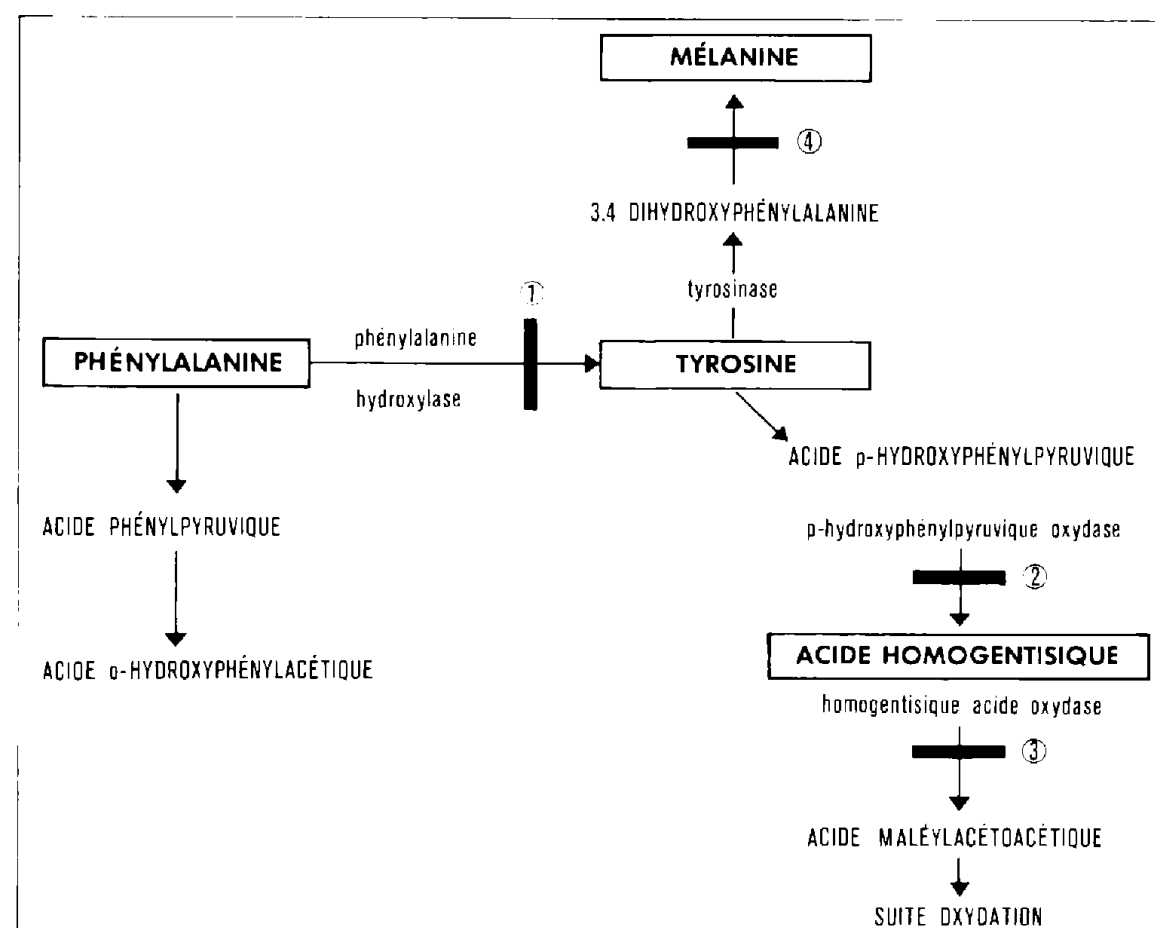 MÉLANINE
④
3.4 DIHYDROXYPHÉNYLALANINE
tyrosinase
①
PHÉNYLALANINE
phénylalanine
hydroxylase
TYROSINE
ACIDE p-HYDROXYPHÉNYLPYRUVIQUE
ACIDE PHÉNYLPYRUVIQUE
p-hydroxyphénylpyruvique oxydase
②
ACIDE HOMOGENTISIQUE
ACIDE o-HYDROXYPHÉNYLACÉTIQUE
homogentisique acide oxydase
③
ACIDE MALÉYLACÉTOACÉTIQUE
SUITE OXYDATION